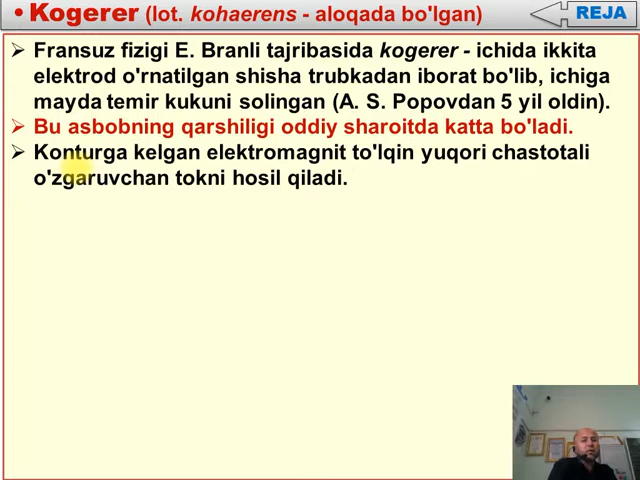 • Kogerer (lot. kohaerens - aloqada bo'lgan)
REJA
➢ Fransuz fizigi E. Branli tajribasida kogerer - ichida ikkita
elektrod o'rnatilgan shisha trubkadan iborat bo'lib, ichiga
mayda temir kukuni solingan (A. S. Popovdan 5 yil oldin).
➢ Bu asbobning qarshiligi oddiy sharoitda katta bo'ladi.
➢ Konturga kelgan elektromagnit to'lqin yuqori chastotali
o'zgaruvchan tokni hosil qiladi.